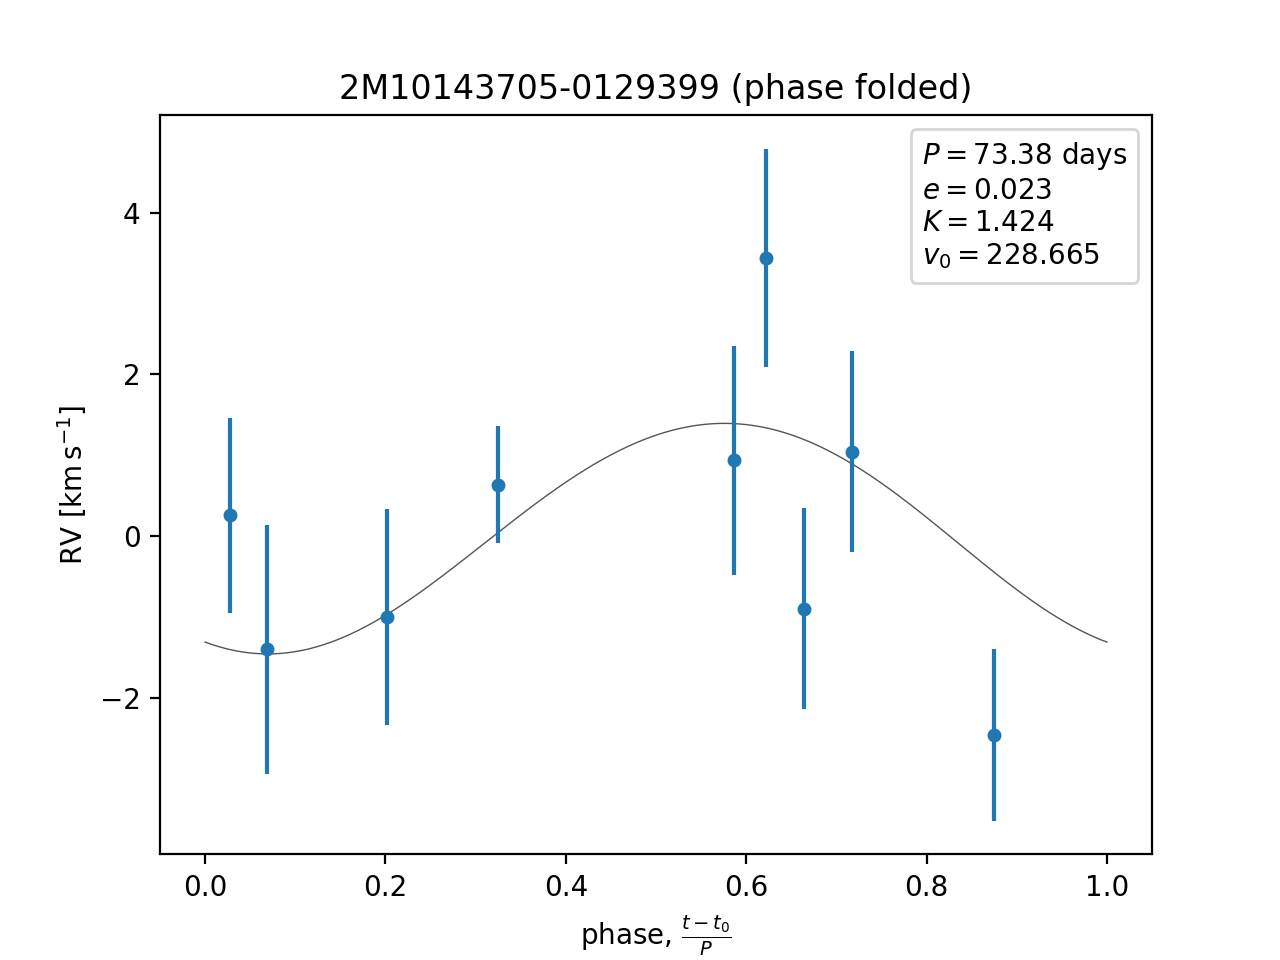 2M10143705-0129399 (phase folded)
P = 73.38 days
e = 0.023
K = 1.424
v₀ = 228.665
RV [km s⁻¹]
4
2
0
−2
0.0 0.2 0.4 0.6 0.8 1.0
phase, (t − t₀)/P